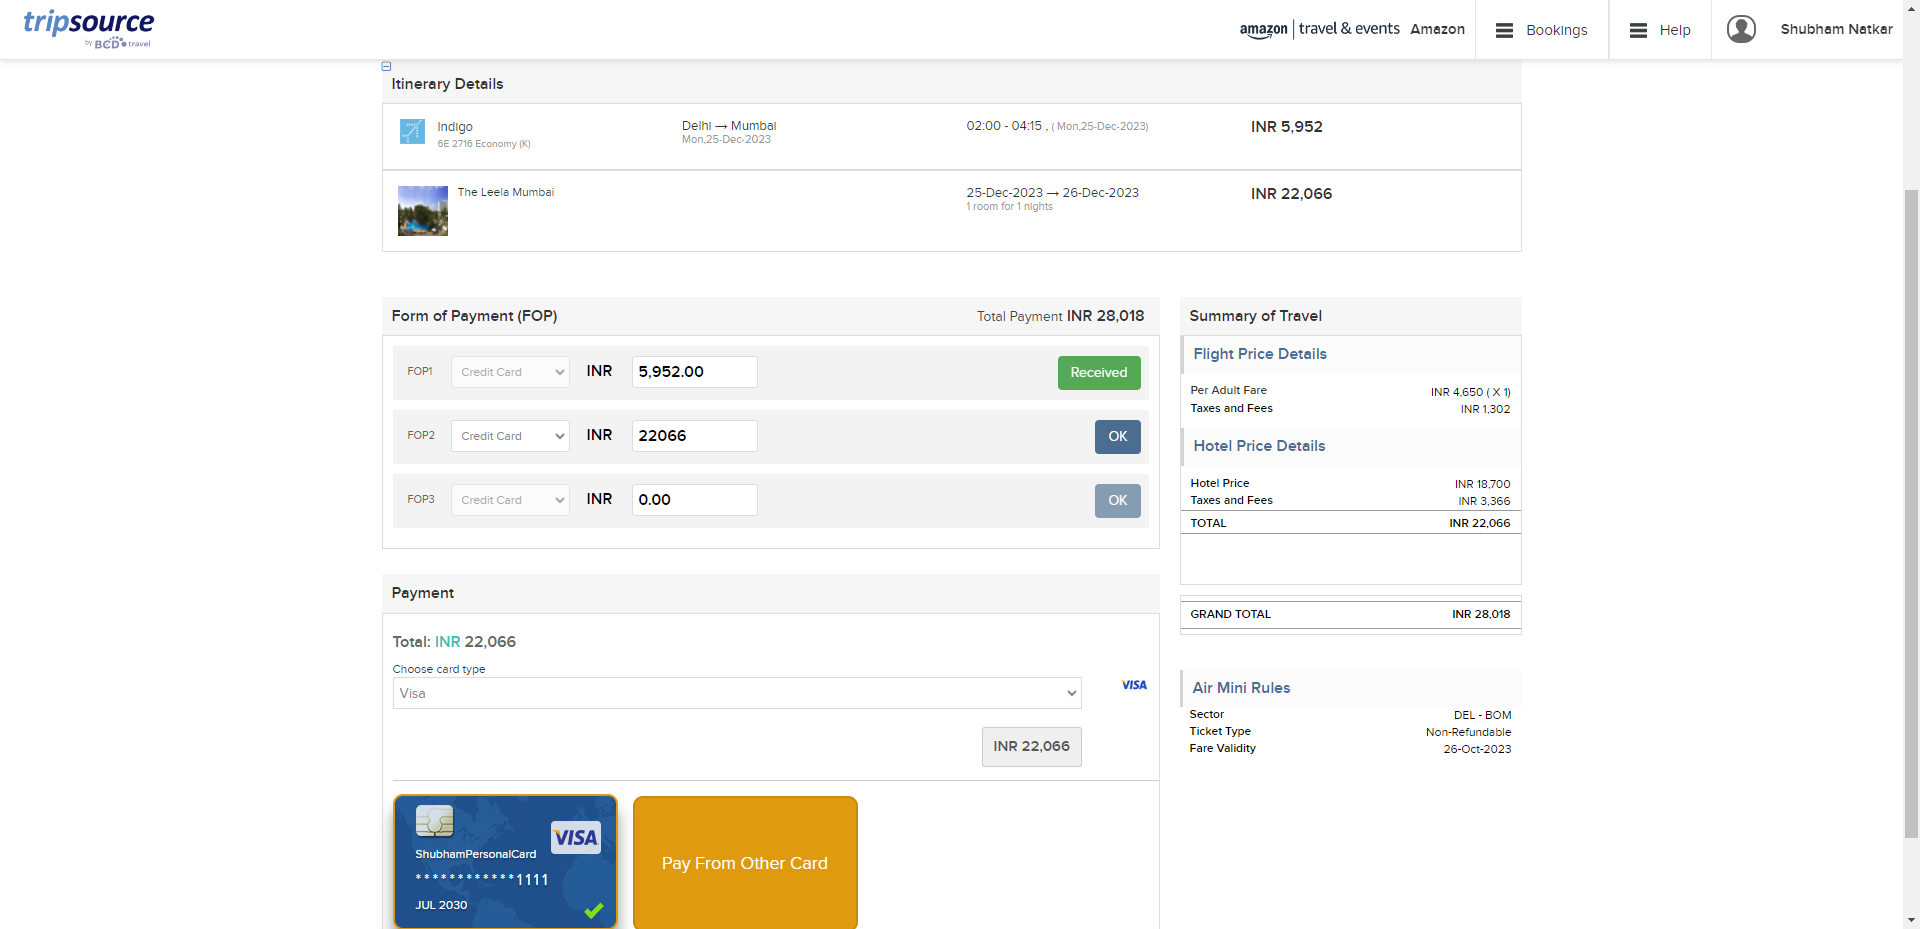 tripsource
by BCD travel
amazon | travel & events Amazon
Bookings
Help
Shubham Natkar
Itinerary Details
Indigo
6E 2716 Economy (K)
Delhi → Mumbai
Mon,25-Dec-2023
02:00 - 04:15 , ( Mon,25-Dec-2023)
INR 5,952
The Leela Mumbai
25-Dec-2023 → 26-Dec-2023
1 room for 1 nights
INR 22,066
Form of Payment (FOP)
Total Payment INR 28,018
FOP1 Credit Card INR 5,952.00 Received
FOP2 Credit Card INR 22066 OK
FOP3 Credit Card INR 0.00 OK
Payment
Total: INR 22,066
Choose card type
Visa
VISA
INR 22,066
VISA
ShubhamPersonalCard
************1111
JUL 2030
Pay From Other Card
Summary of Travel
Flight Price Details
Per Adult Fare INR 4,650 ( X 1)
Taxes and Fees INR 1,302
Hotel Price Details
Hotel Price INR 18,700
Taxes and Fees INR 3,366
TOTAL INR 22,066
GRAND TOTAL INR 28,018
Air Mini Rules
Sector DEL - BOM
Ticket Type Non-Refundable
Fare Validity 26-Oct-2023